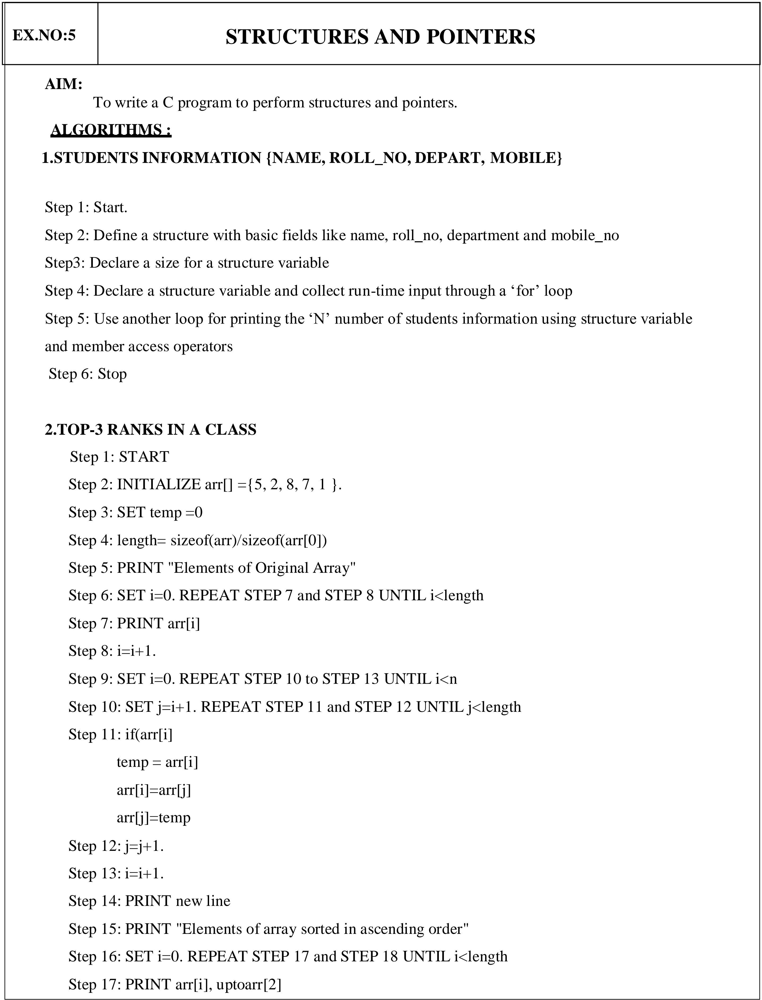 EX.NO:5
STRUCTURES AND POINTERS
AIM:
To write a C program to perform structures and pointers.
ALGORITHMS :
1.STUDENTS INFORMATION {NAME, ROLL_NO, DEPART, MOBILE}
Step 1: Start.
Step 2: Define a structure with basic fields like name, roll_no, department and mobile_no
Step3: Declare a size for a structure variable
Step 4: Declare a structure variable and collect run-time input through a ‘for’ loop
Step 5: Use another loop for printing the ‘N’ number of students information using structure variable
and member access operators
Step 6: Stop
2.TOP-3 RANKS IN A CLASS
Step 1: START
Step 2: INITIALIZE arr[] ={5, 2, 8, 7, 1 }.
Step 3: SET temp =0
Step 4: length= sizeof(arr)/sizeof(arr[0])
Step 5: PRINT "Elements of Original Array"
Step 6: SET i=0. REPEAT STEP 7 and STEP 8 UNTIL i<length
Step 7: PRINT arr[i]
Step 8: i=i+1.
Step 9: SET i=0. REPEAT STEP 10 to STEP 13 UNTIL i<n
Step 10: SET j=i+1. REPEAT STEP 11 and STEP 12 UNTIL j<length
Step 11: if(arr[i]
temp = arr[i]
arr[i]=arr[j]
arr[j]=temp
Step 12: j=j+1.
Step 13: i=i+1.
Step 14: PRINT new line
Step 15: PRINT "Elements of array sorted in ascending order"
Step 16: SET i=0. REPEAT STEP 17 and STEP 18 UNTIL i<length
Step 17: PRINT arr[i], uptoarr[2]